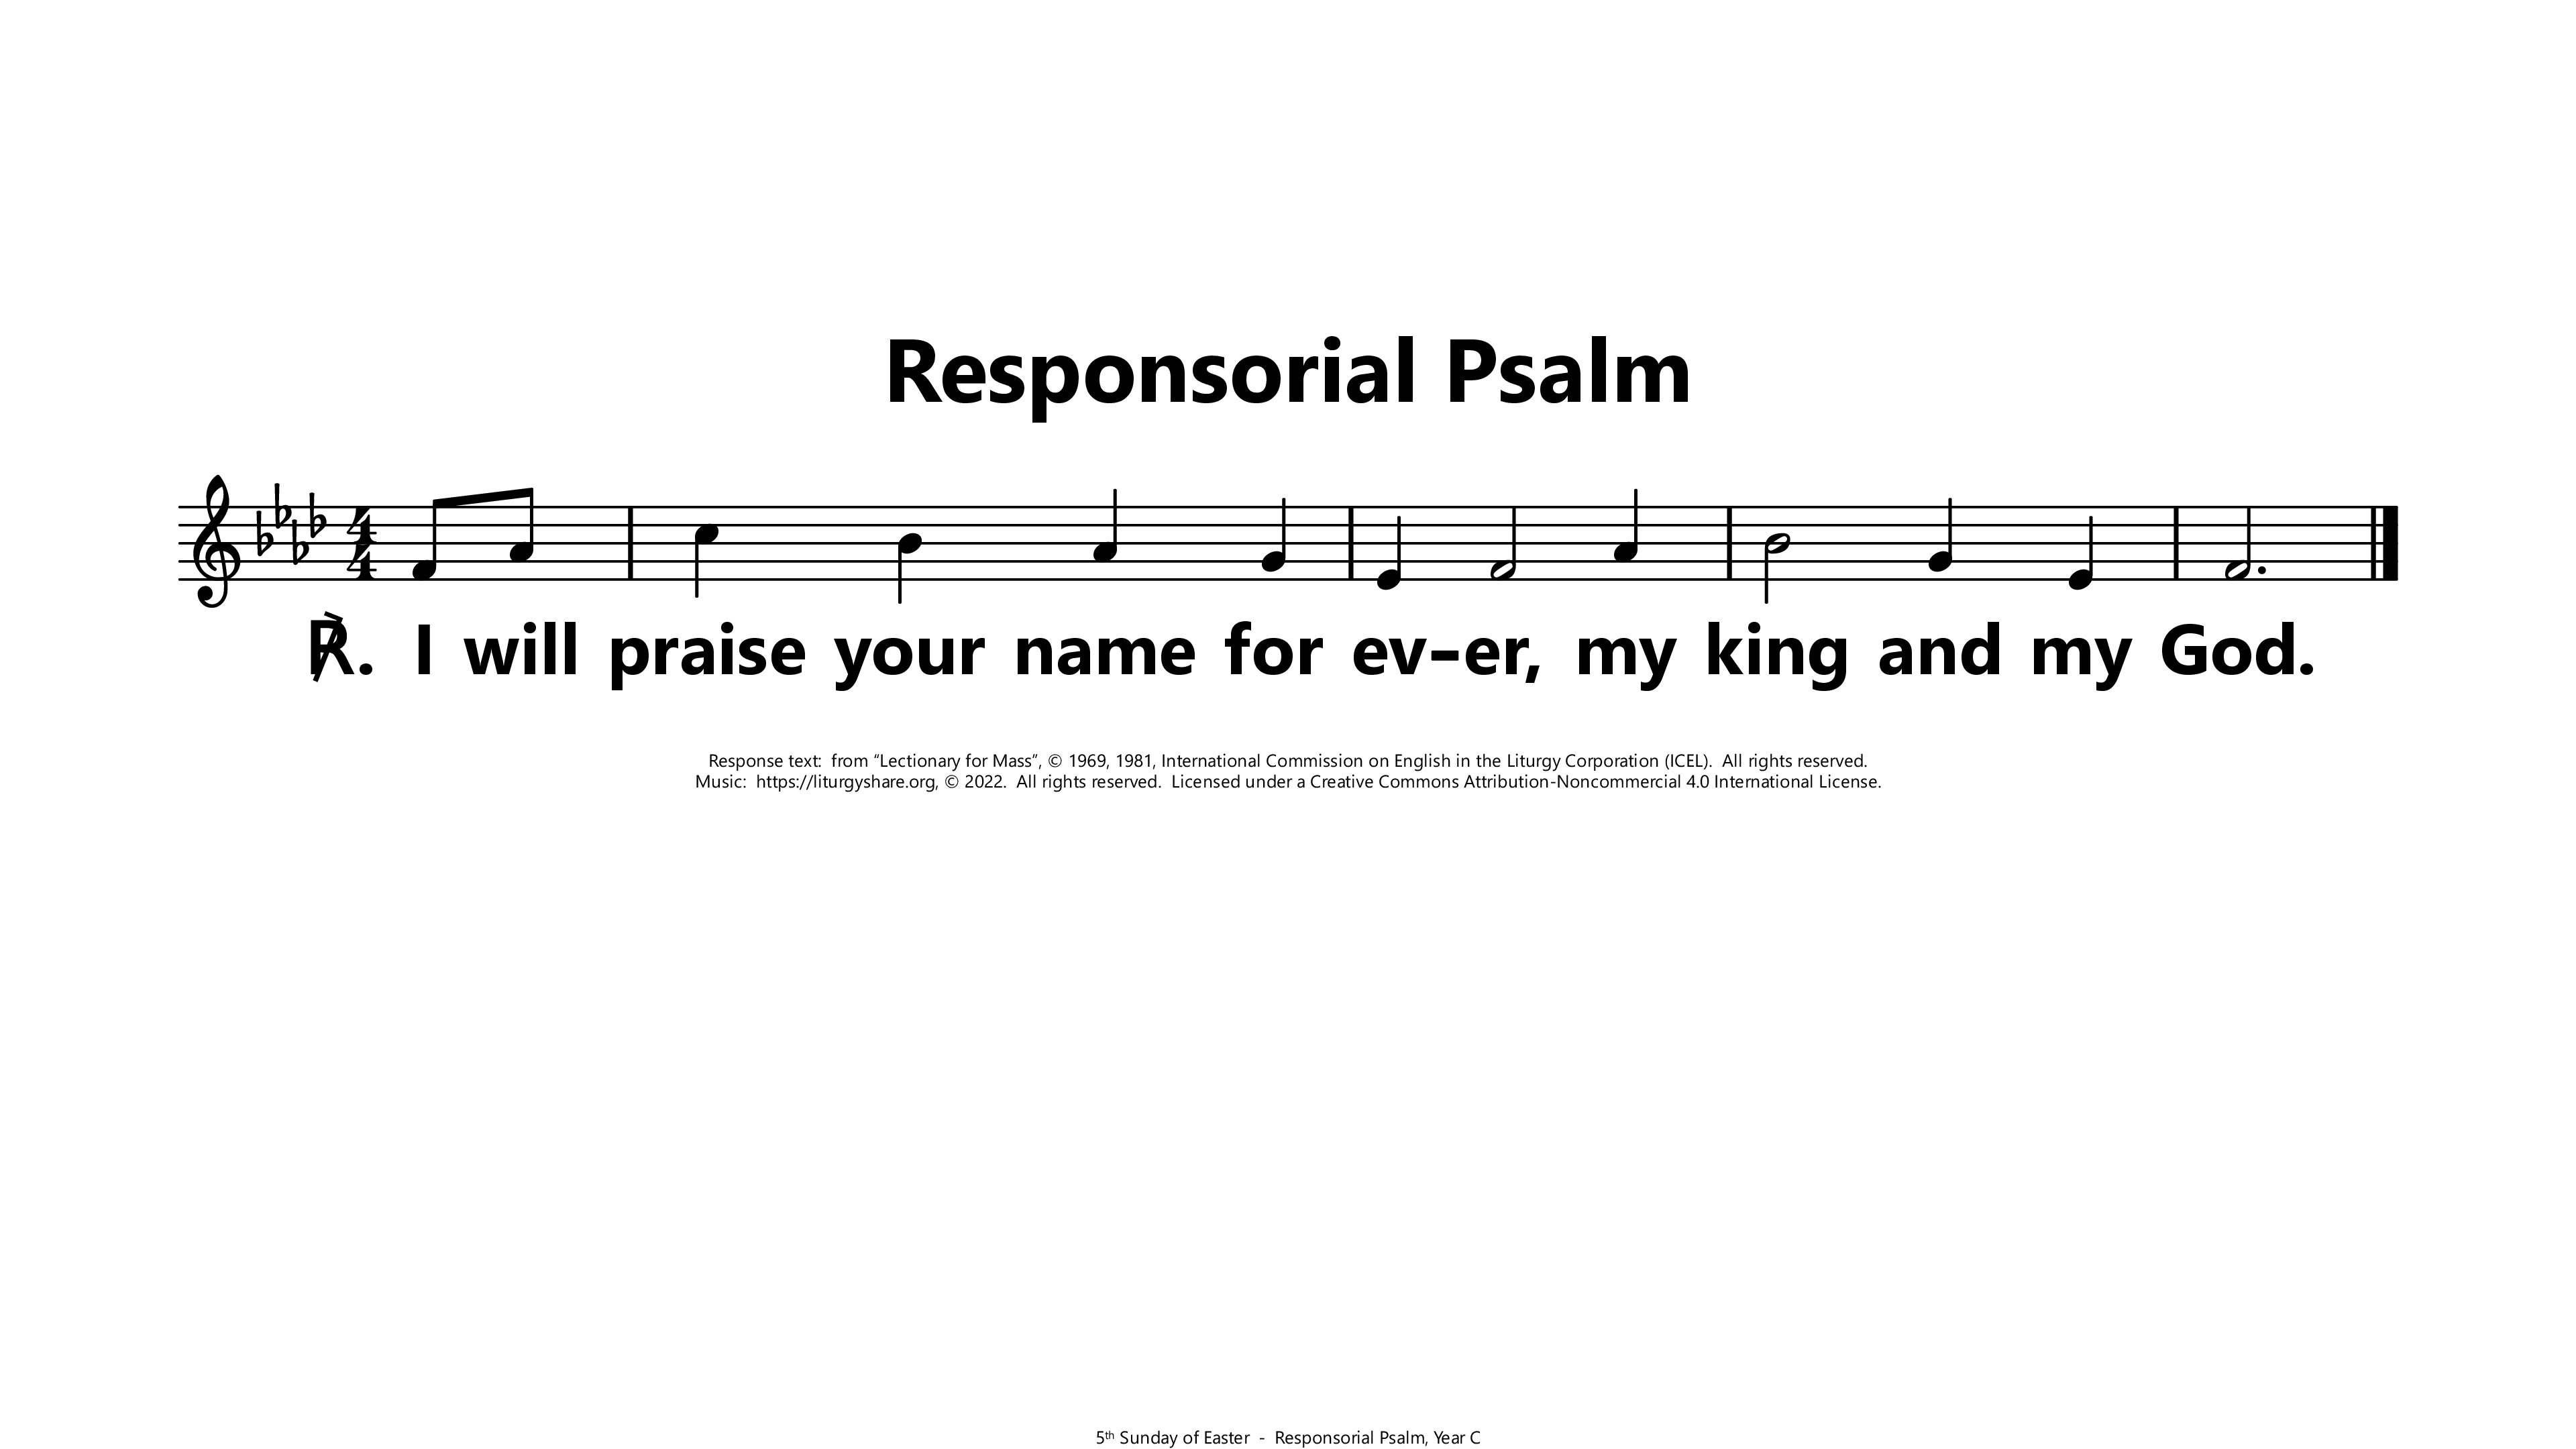 Responsorial Psalm
4
4
℟. I will praise your name for ev-er, my king and my God.
Response text: from “Lectionary for Mass”, © 1969, 1981, International Commission on English in the Liturgy Corporation (ICEL). All rights reserved.
Music: https://liturgyshare.org, © 2022. All rights reserved. Licensed under a Creative Commons Attribution-Noncommercial 4.0 International License.
5th Sunday of Easter - Responsorial Psalm, Year C